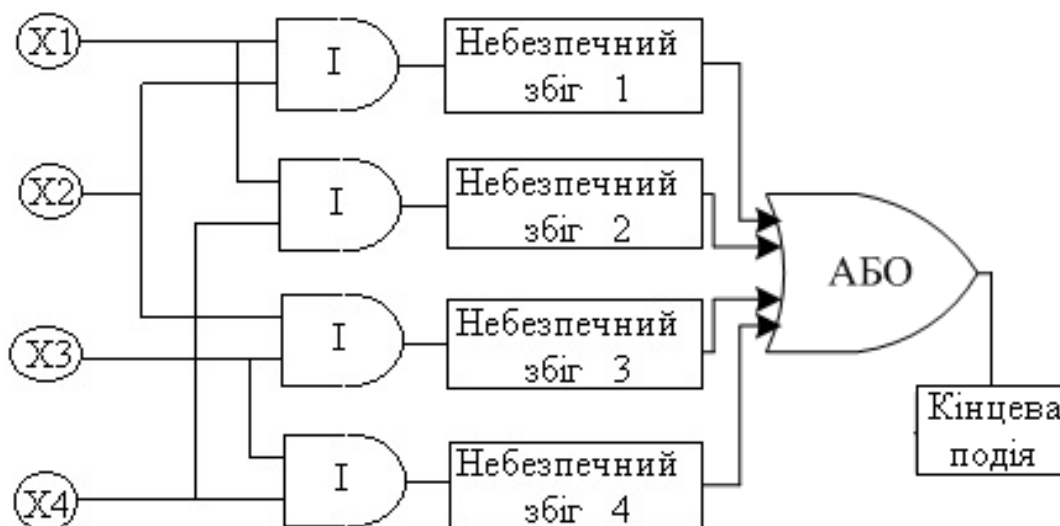 X1
І
Небезпечний
збіг 1
X2
І
Небезпечний
збіг 2
АБО
X3
І
Небезпечний
збіг 3
Кінцева
подія
X4
І
Небезпечний
збіг 4